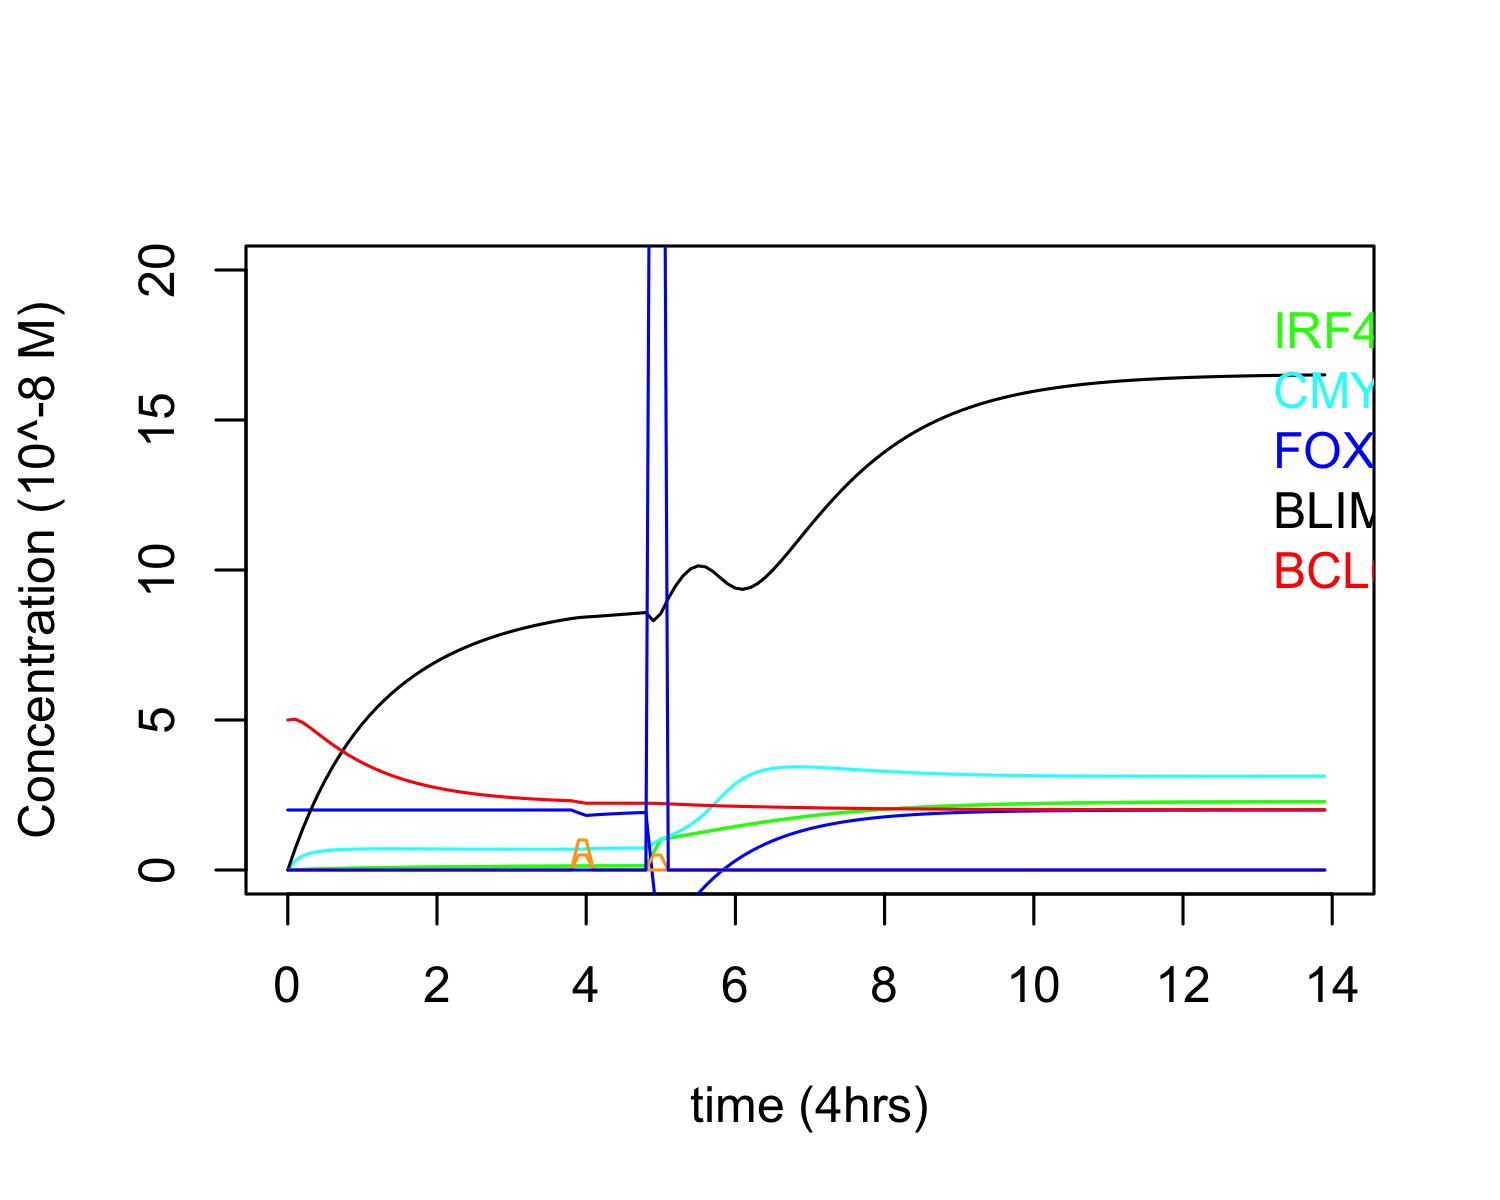 Concentration (10^-8 M)
20
15
10
5
0
IRF4
CMY
FOX
BLIM
BCL
0 2 4 6 8 10 12 14
time (4hrs)